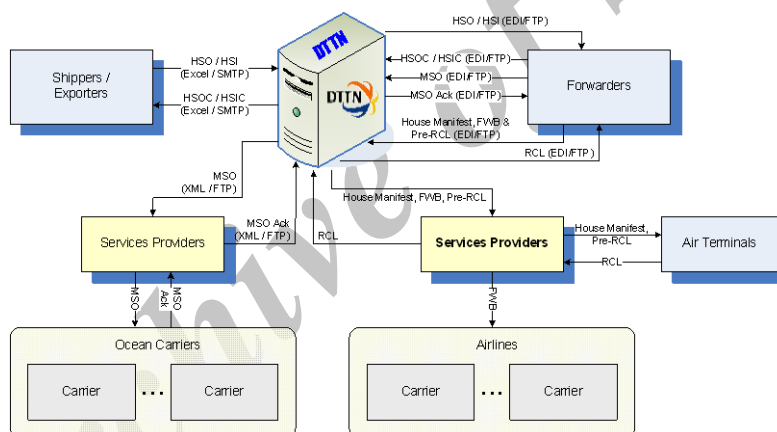 HSO / HSI (EDI/FTP)
DTTN
HSO / HSI
(Excel / SMTP)
HSOC / HSIC (EDI/FTP)
Shippers /
Exporters
MSO (EDI/FTP)
Forwarders
HSOC / HSIC
(Excel / SMTP)
DTTN
MSO Ack (EDI/FTP)
House Manifest, FWB &
Pre-RCL (EDI/FTP)
RCL (EDI/FTP)
MSO
(XML / FTP)
House Manifest, FWB, Pre-RCL
Services Providers
MSO Ack
(XML / FTP)
RCL
Services Providers
House Manifest,
Pre-RCL
RCL
Air Terminals
MSO
MSO
Ack
FWB
Ocean Carriers
Airlines
Carrier
...
Carrier
Carrier
...
Carrier